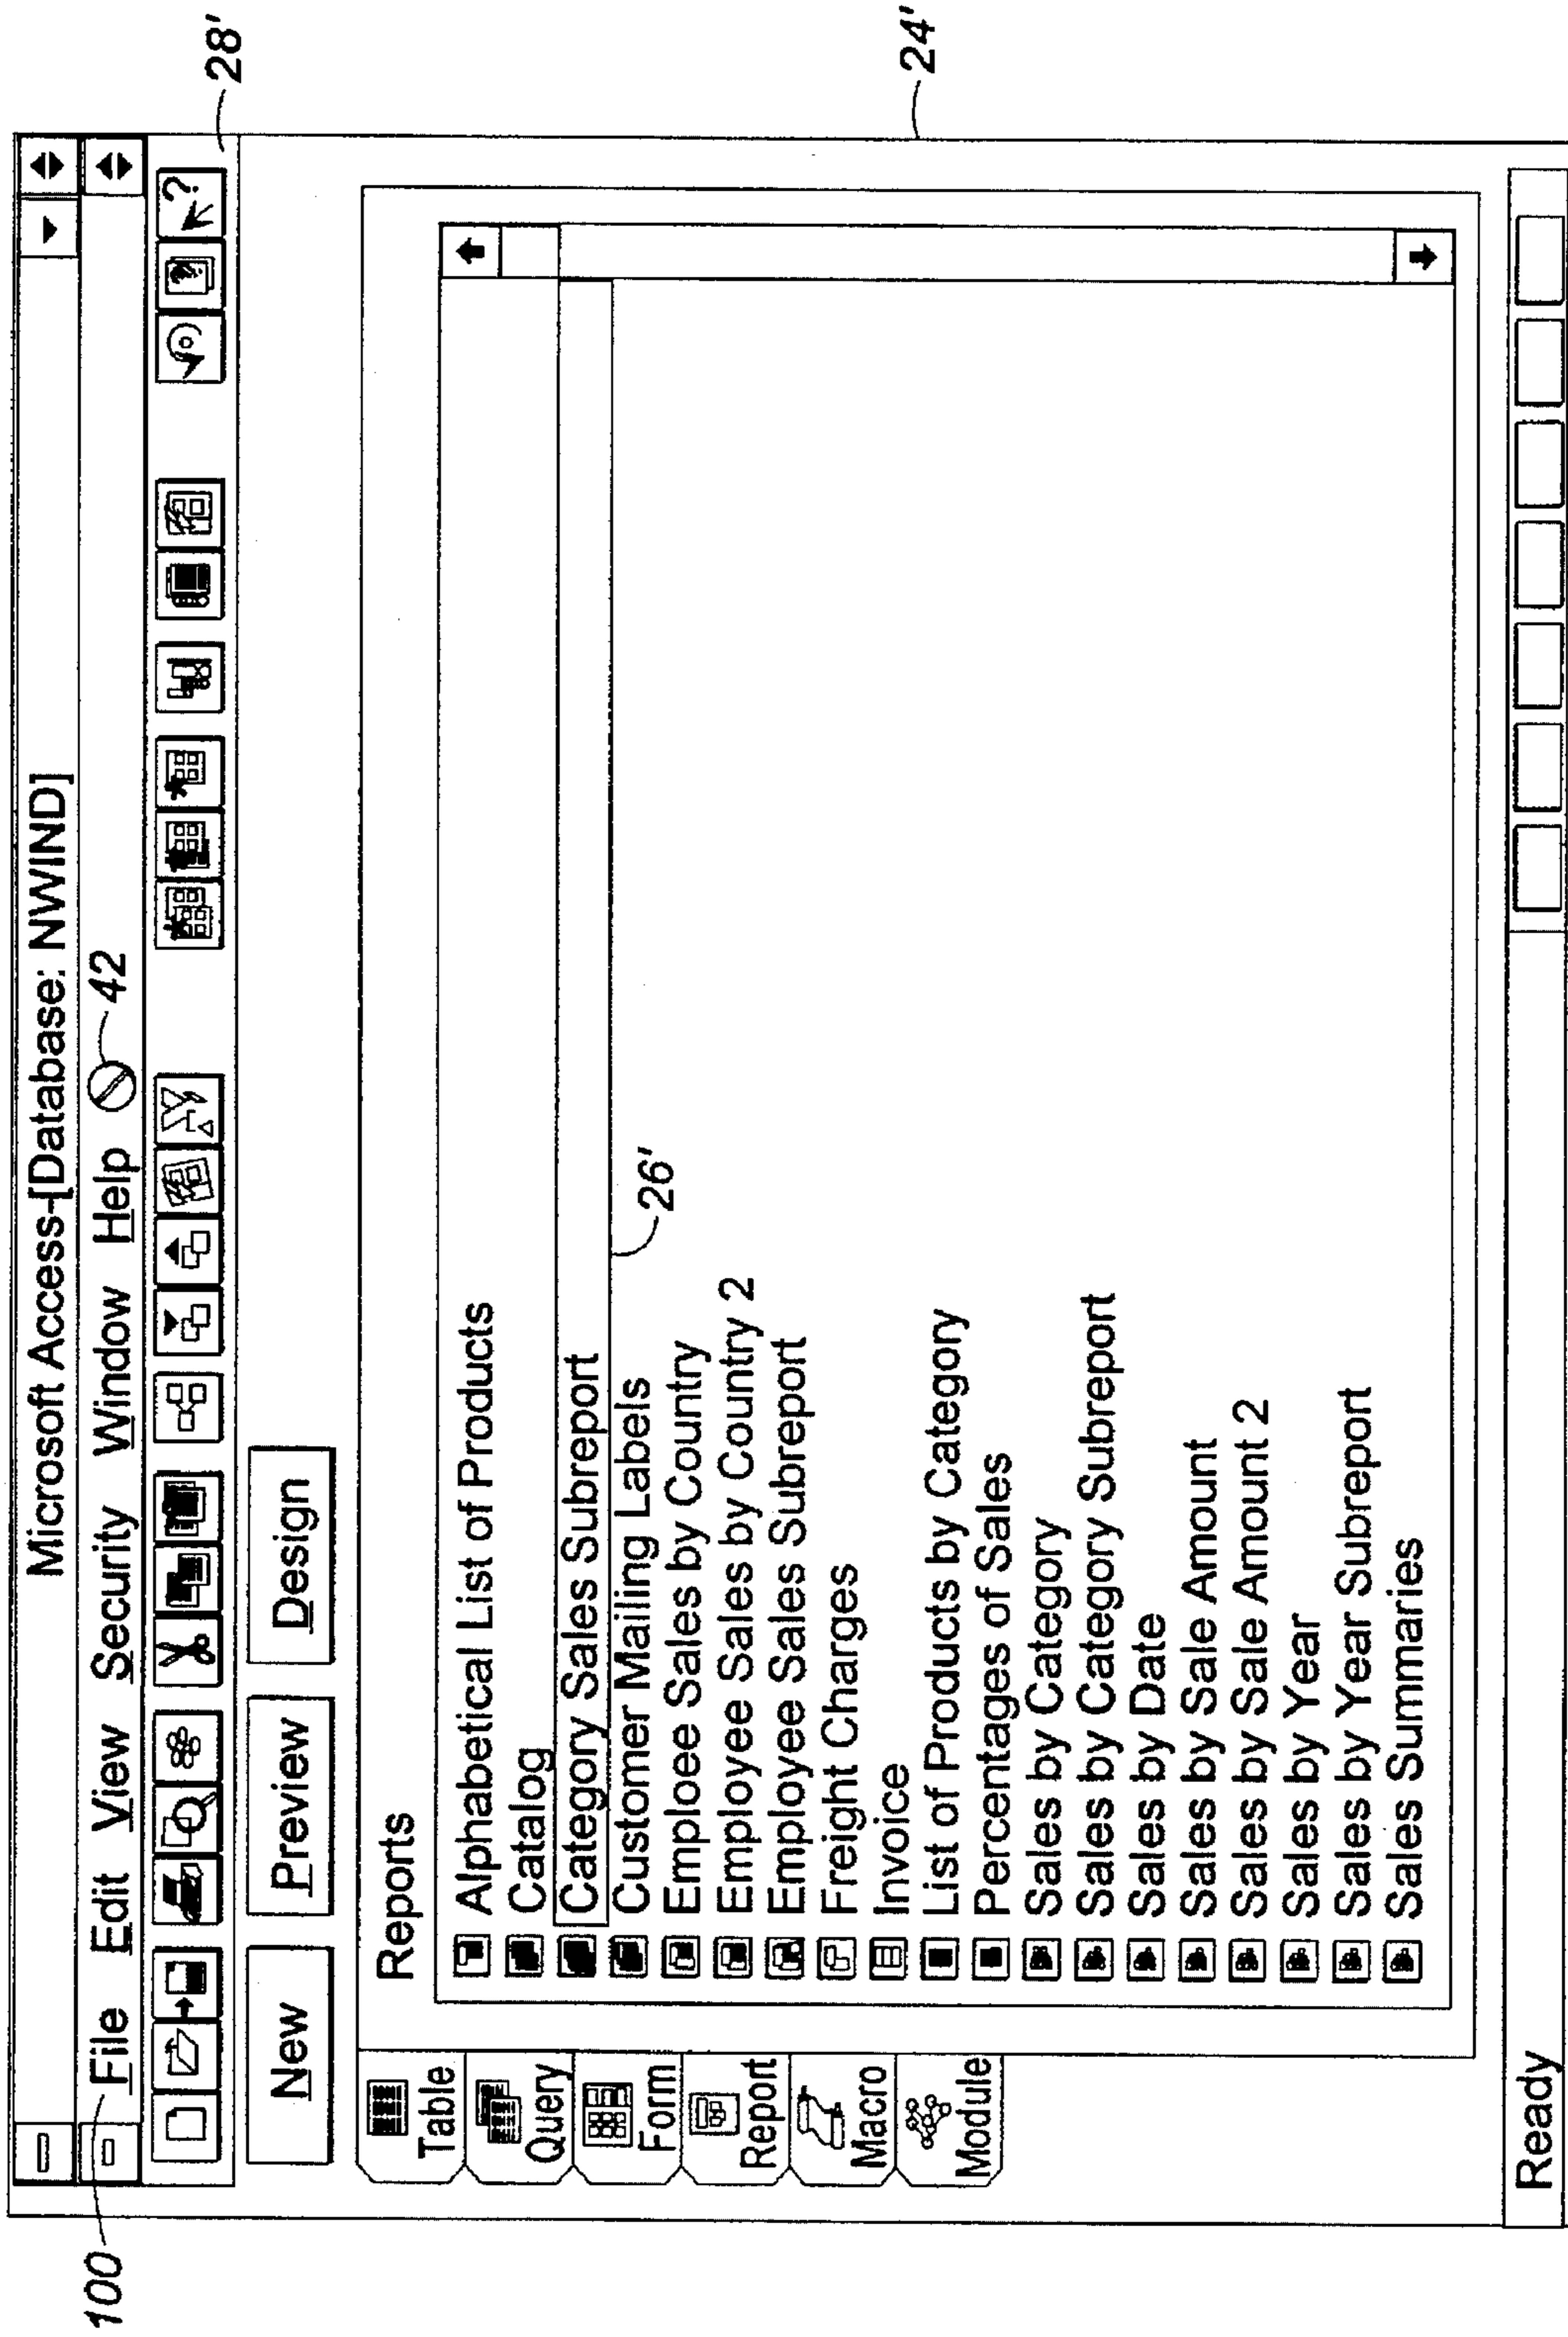 Microsoft Access-[Database: NWIND]
100
File Edit View Security Window Help 42
?
28'
New Preview Design
24'
Reports
Table
Query
Form
Report
Macro
Module
Alphabetical List of Products
Catalog
Category Sales Subreport
26'
Customer Mailing Labels
Emploee Sales by Country
Employee Sales by Country 2
Employee Sales Subreport
Freight Charges
Invoice
List of Products by Category
Percentages of Sales
Sales by Category
Sales by Category Subreport
Sales by Date
Sales by Sale Amount
Sales by Sale Amount 2
Sales by Year
Sales by Year Subreport
Sales Summaries
Ready